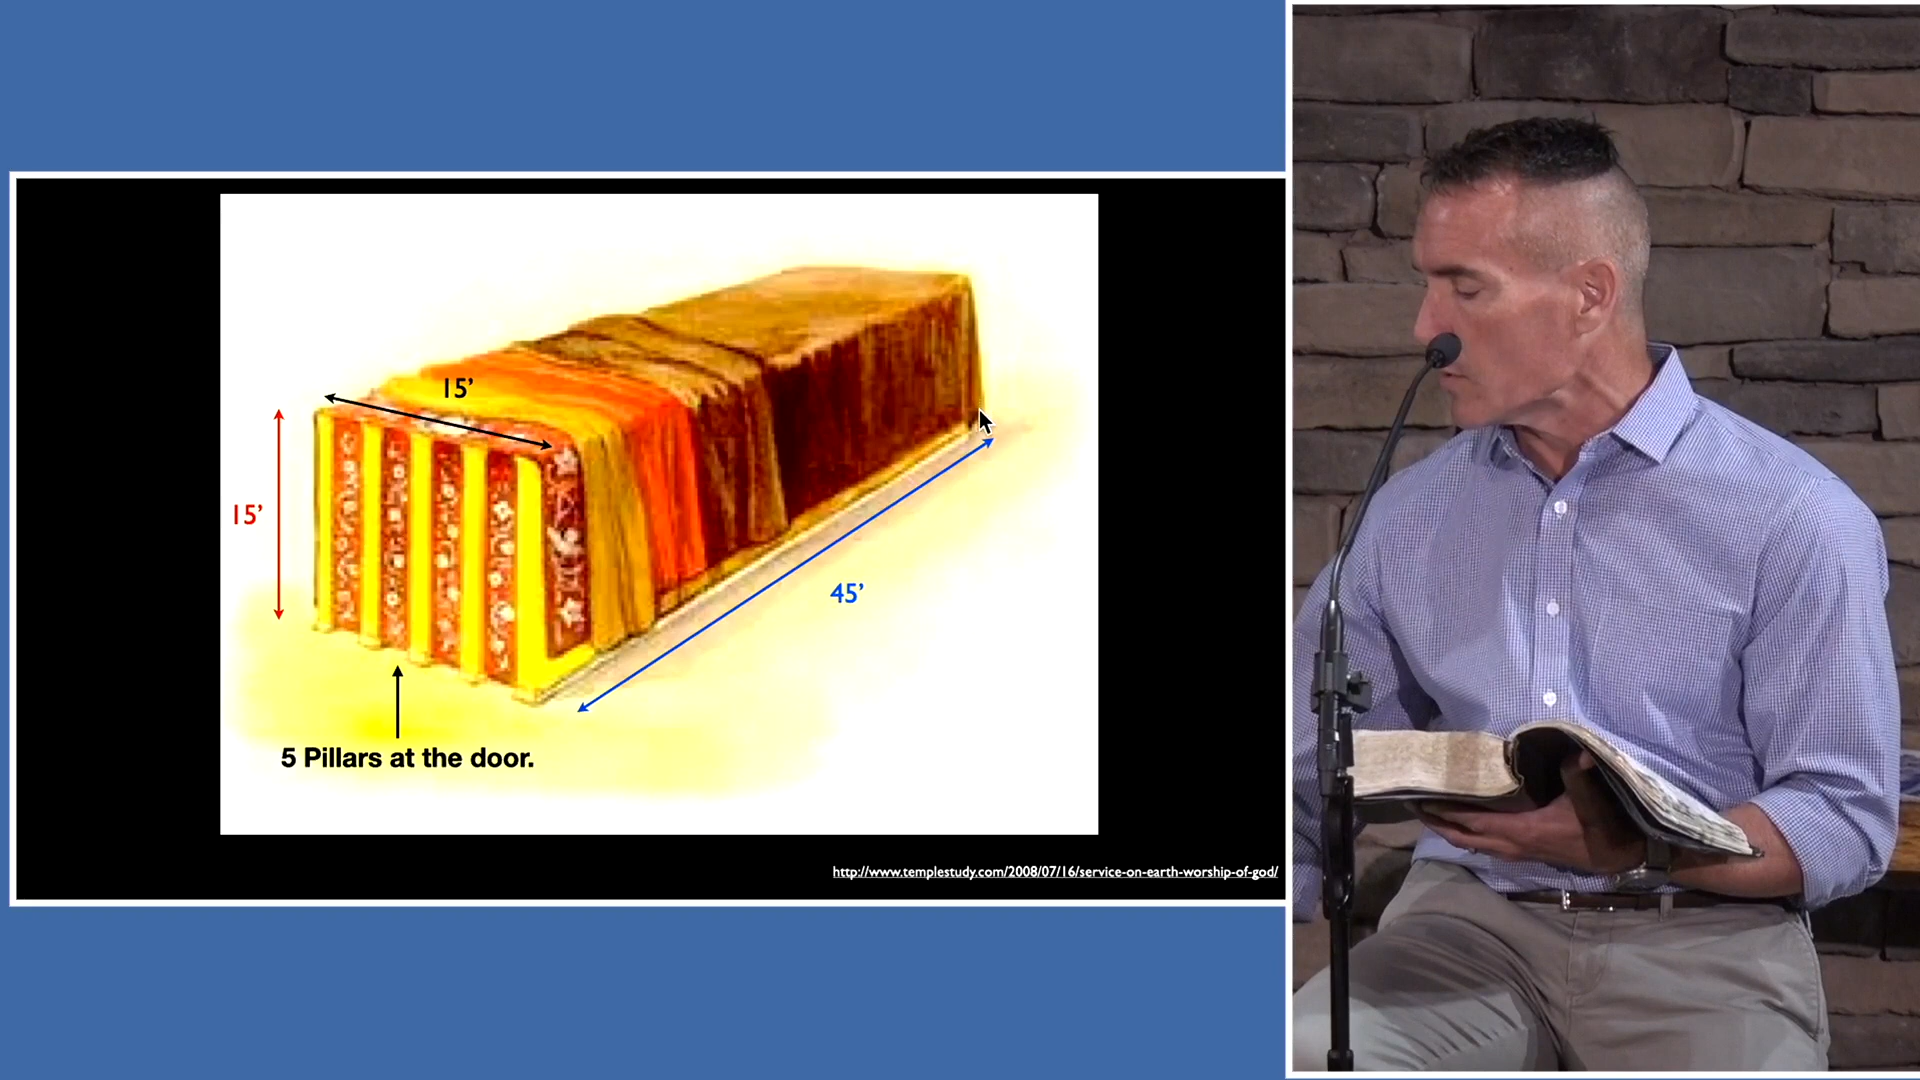 15’
15’
45’
5 Pillars at the door.
http://www.templestudy.com/2008/07/16/service-on-earth-worship-of-god/